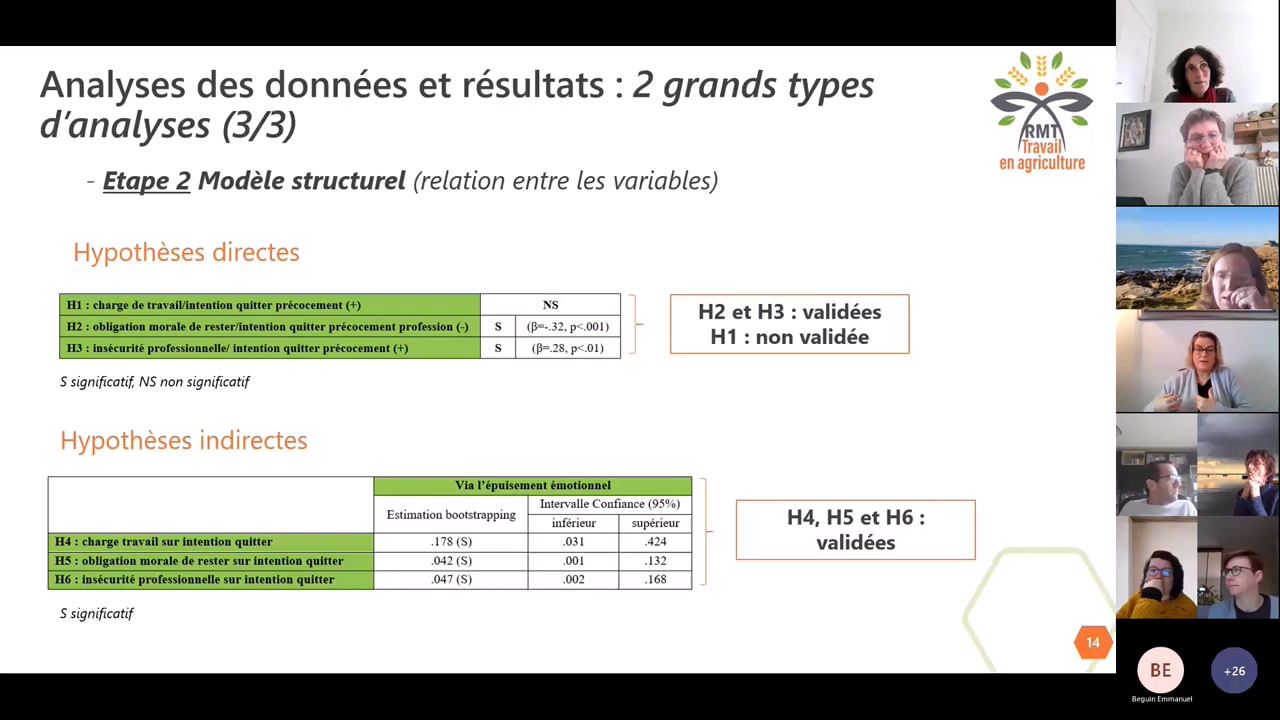 Analyses des données et résultats : 2 grands types
d'analyses (3/3)
RMT
Travail
en agriculture
- Etape 2 Modèle structurel (relation entre les variables)
Hypothèses directes
H1 : charge de travail/intention quitter précocement (+) NS
H2 : obligation morale de rester/intention quitter précocement profession (-) S (β=-.32, p<.001)
H3 : insécurité professionnelle/ intention quitter précocement (+) S (β=.28, p<.01)
H2 et H3 : validées
H1 : non validée
S significatif, NS non significatif
Hypothèses indirectes
Via l'épuisement émotionnel
Estimation bootstrapping Intervalle Confiance (95%)
inférieur supérieur
H4 : charge travail sur intention quitter .178 (S) .031 .424
H5 : obligation morale de rester sur intention quitter .042 (S) .001 .132
H6 : insécurité professionnelle sur intention quitter .047 (S) .002 .168
H4, H5 et H6 :
validées
S significatif
14
BE
Beguin Emmanuel
+26